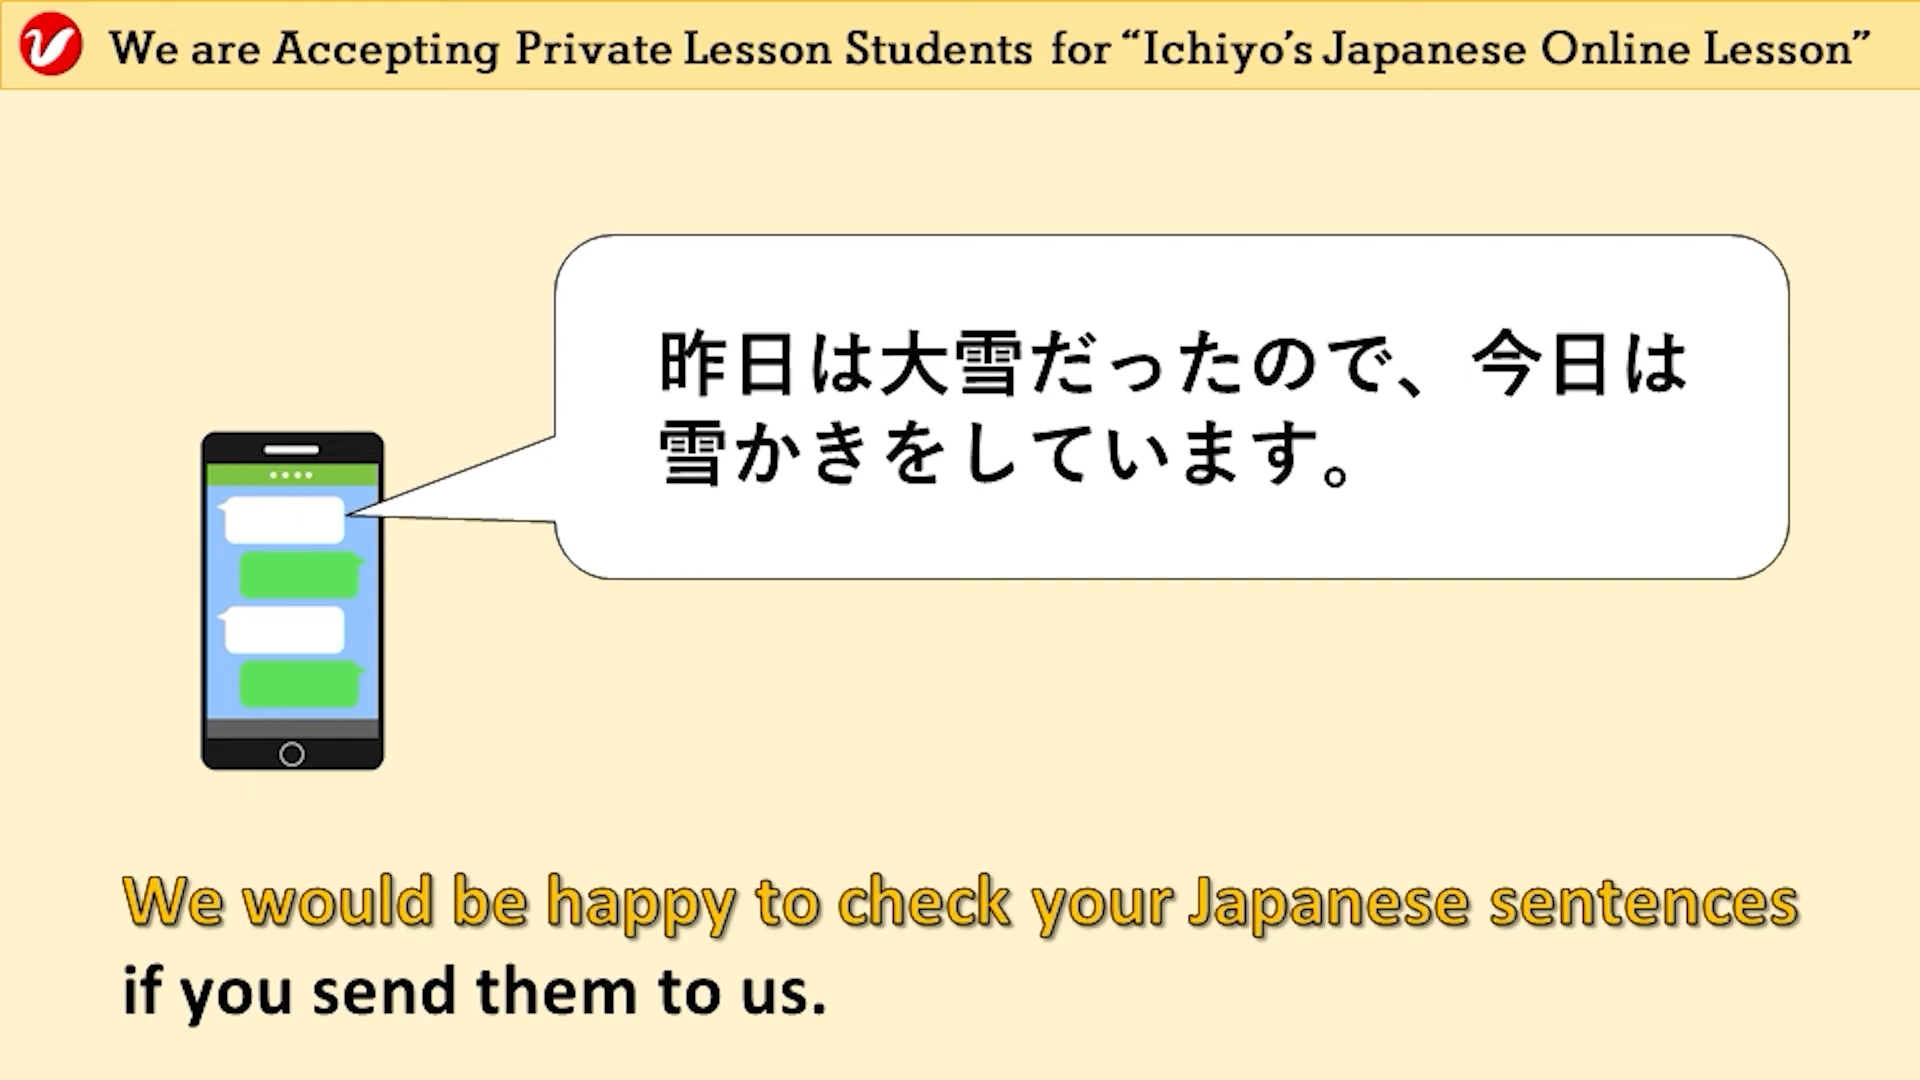 We are Accepting Private Lesson Students for “Ichiyo’s Japanese Online Lesson”
昨日は大雪だったので、今日は
雪かきをしています。
We would be happy to check your Japanese sentences
if you send them to us.